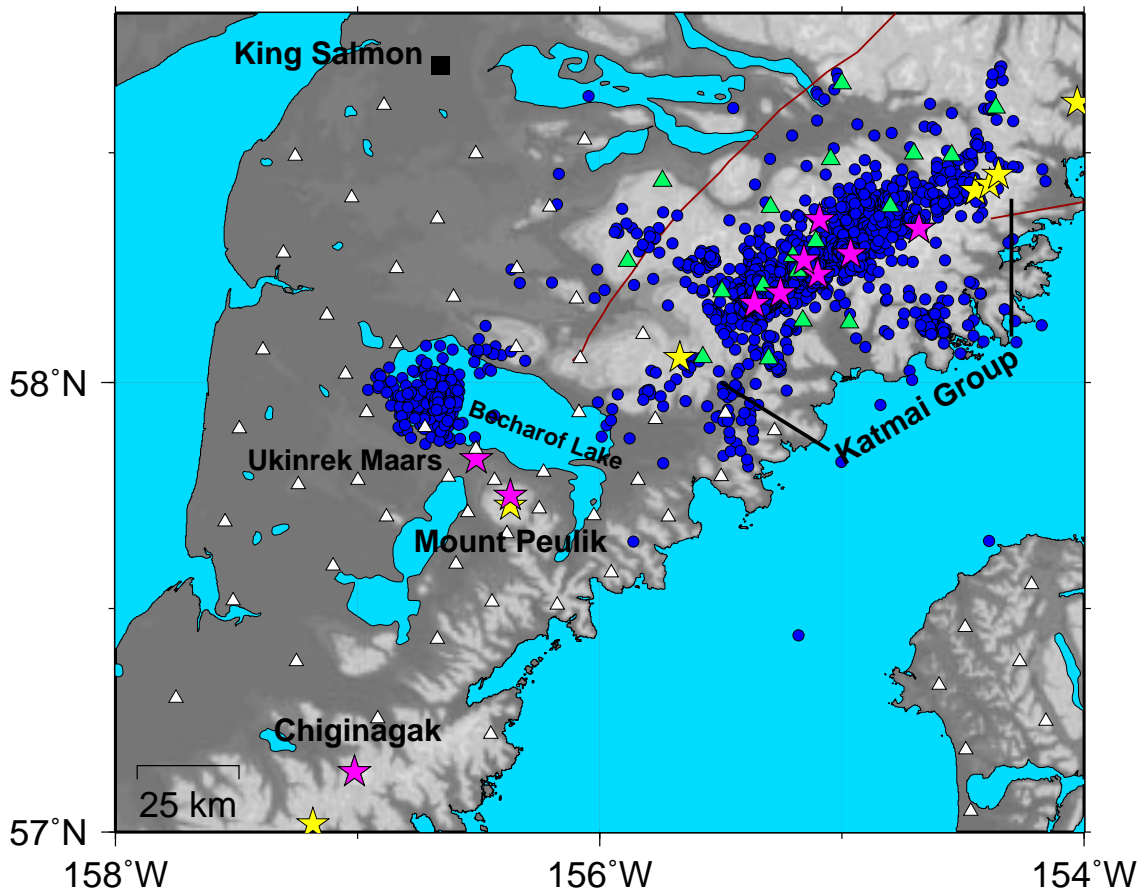 King Salmon
58˚N
Katmai Group
Becharof Lake
Ukinrek Maars
Mount Peulik
Chiginagak
25 km
57˚N
158˚W
156˚W
154˚W